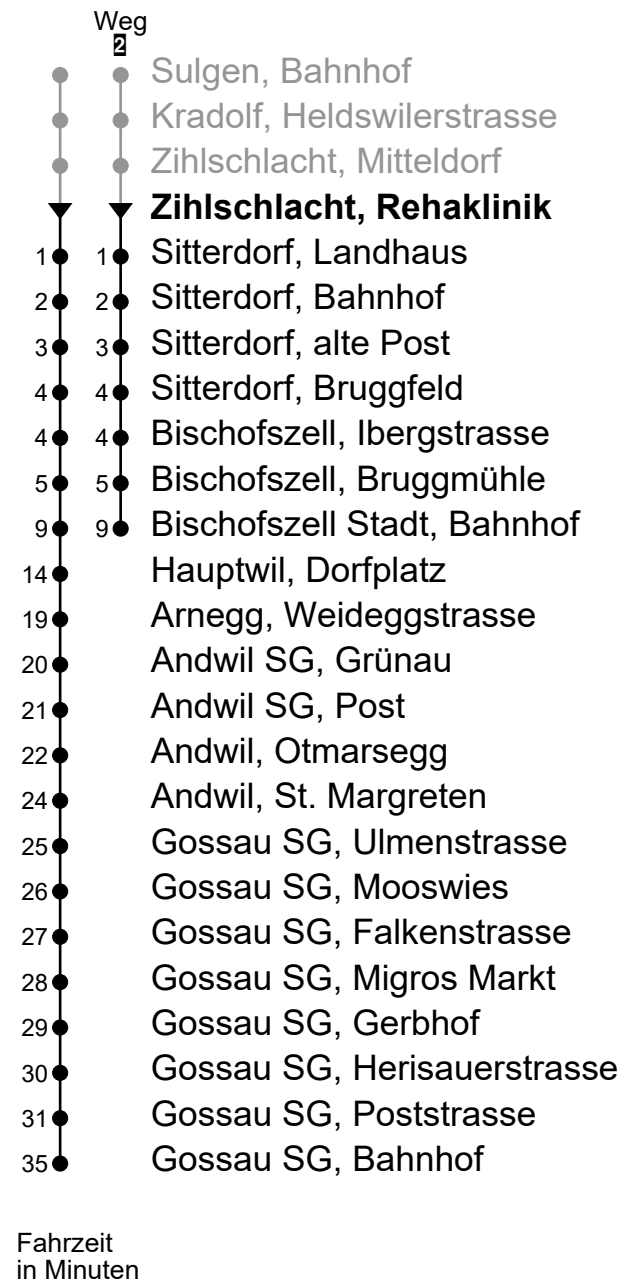 Weg
2
Sulgen, Bahnhof
Kradolf, Heldswilerstrasse
Zihlschlacht, Mitteldorf
Zihlschlacht, Rehaklinik
1 1 Sitterdorf, Landhaus
2 2 Sitterdorf, Bahnhof
3 3 Sitterdorf, alte Post
4 4 Sitterdorf, Bruggfeld
4 4 Bischofszell, Ibergstrasse
5 5 Bischofszell, Bruggmühle
9 9 Bischofszell Stadt, Bahnhof
14 Hauptwil, Dorfplatz
19 Arnegg, Weideggstrasse
20 Andwil SG, Grünau
21 Andwil SG, Post
22 Andwil, Otmarsegg
24 Andwil, St. Margreten
25 Gossau SG, Ulmenstrasse
26 Gossau SG, Mooswies
27 Gossau SG, Falkenstrasse
28 Gossau SG, Migros Markt
29 Gossau SG, Gerbhof
30 Gossau SG, Herisauerstrasse
31 Gossau SG, Poststrasse
35 Gossau SG, Bahnhof
Fahrzeit
in Minuten